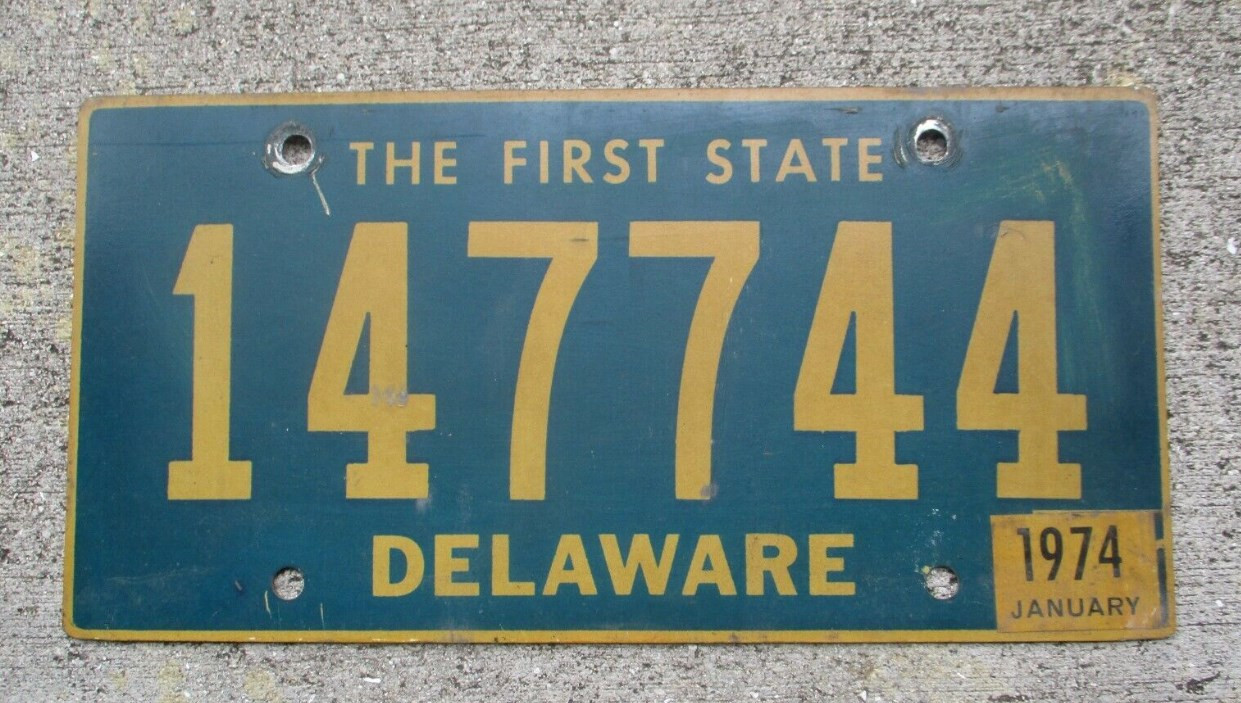 THE FIRST STATE
147744
DELAWARE
1974
JANUARY